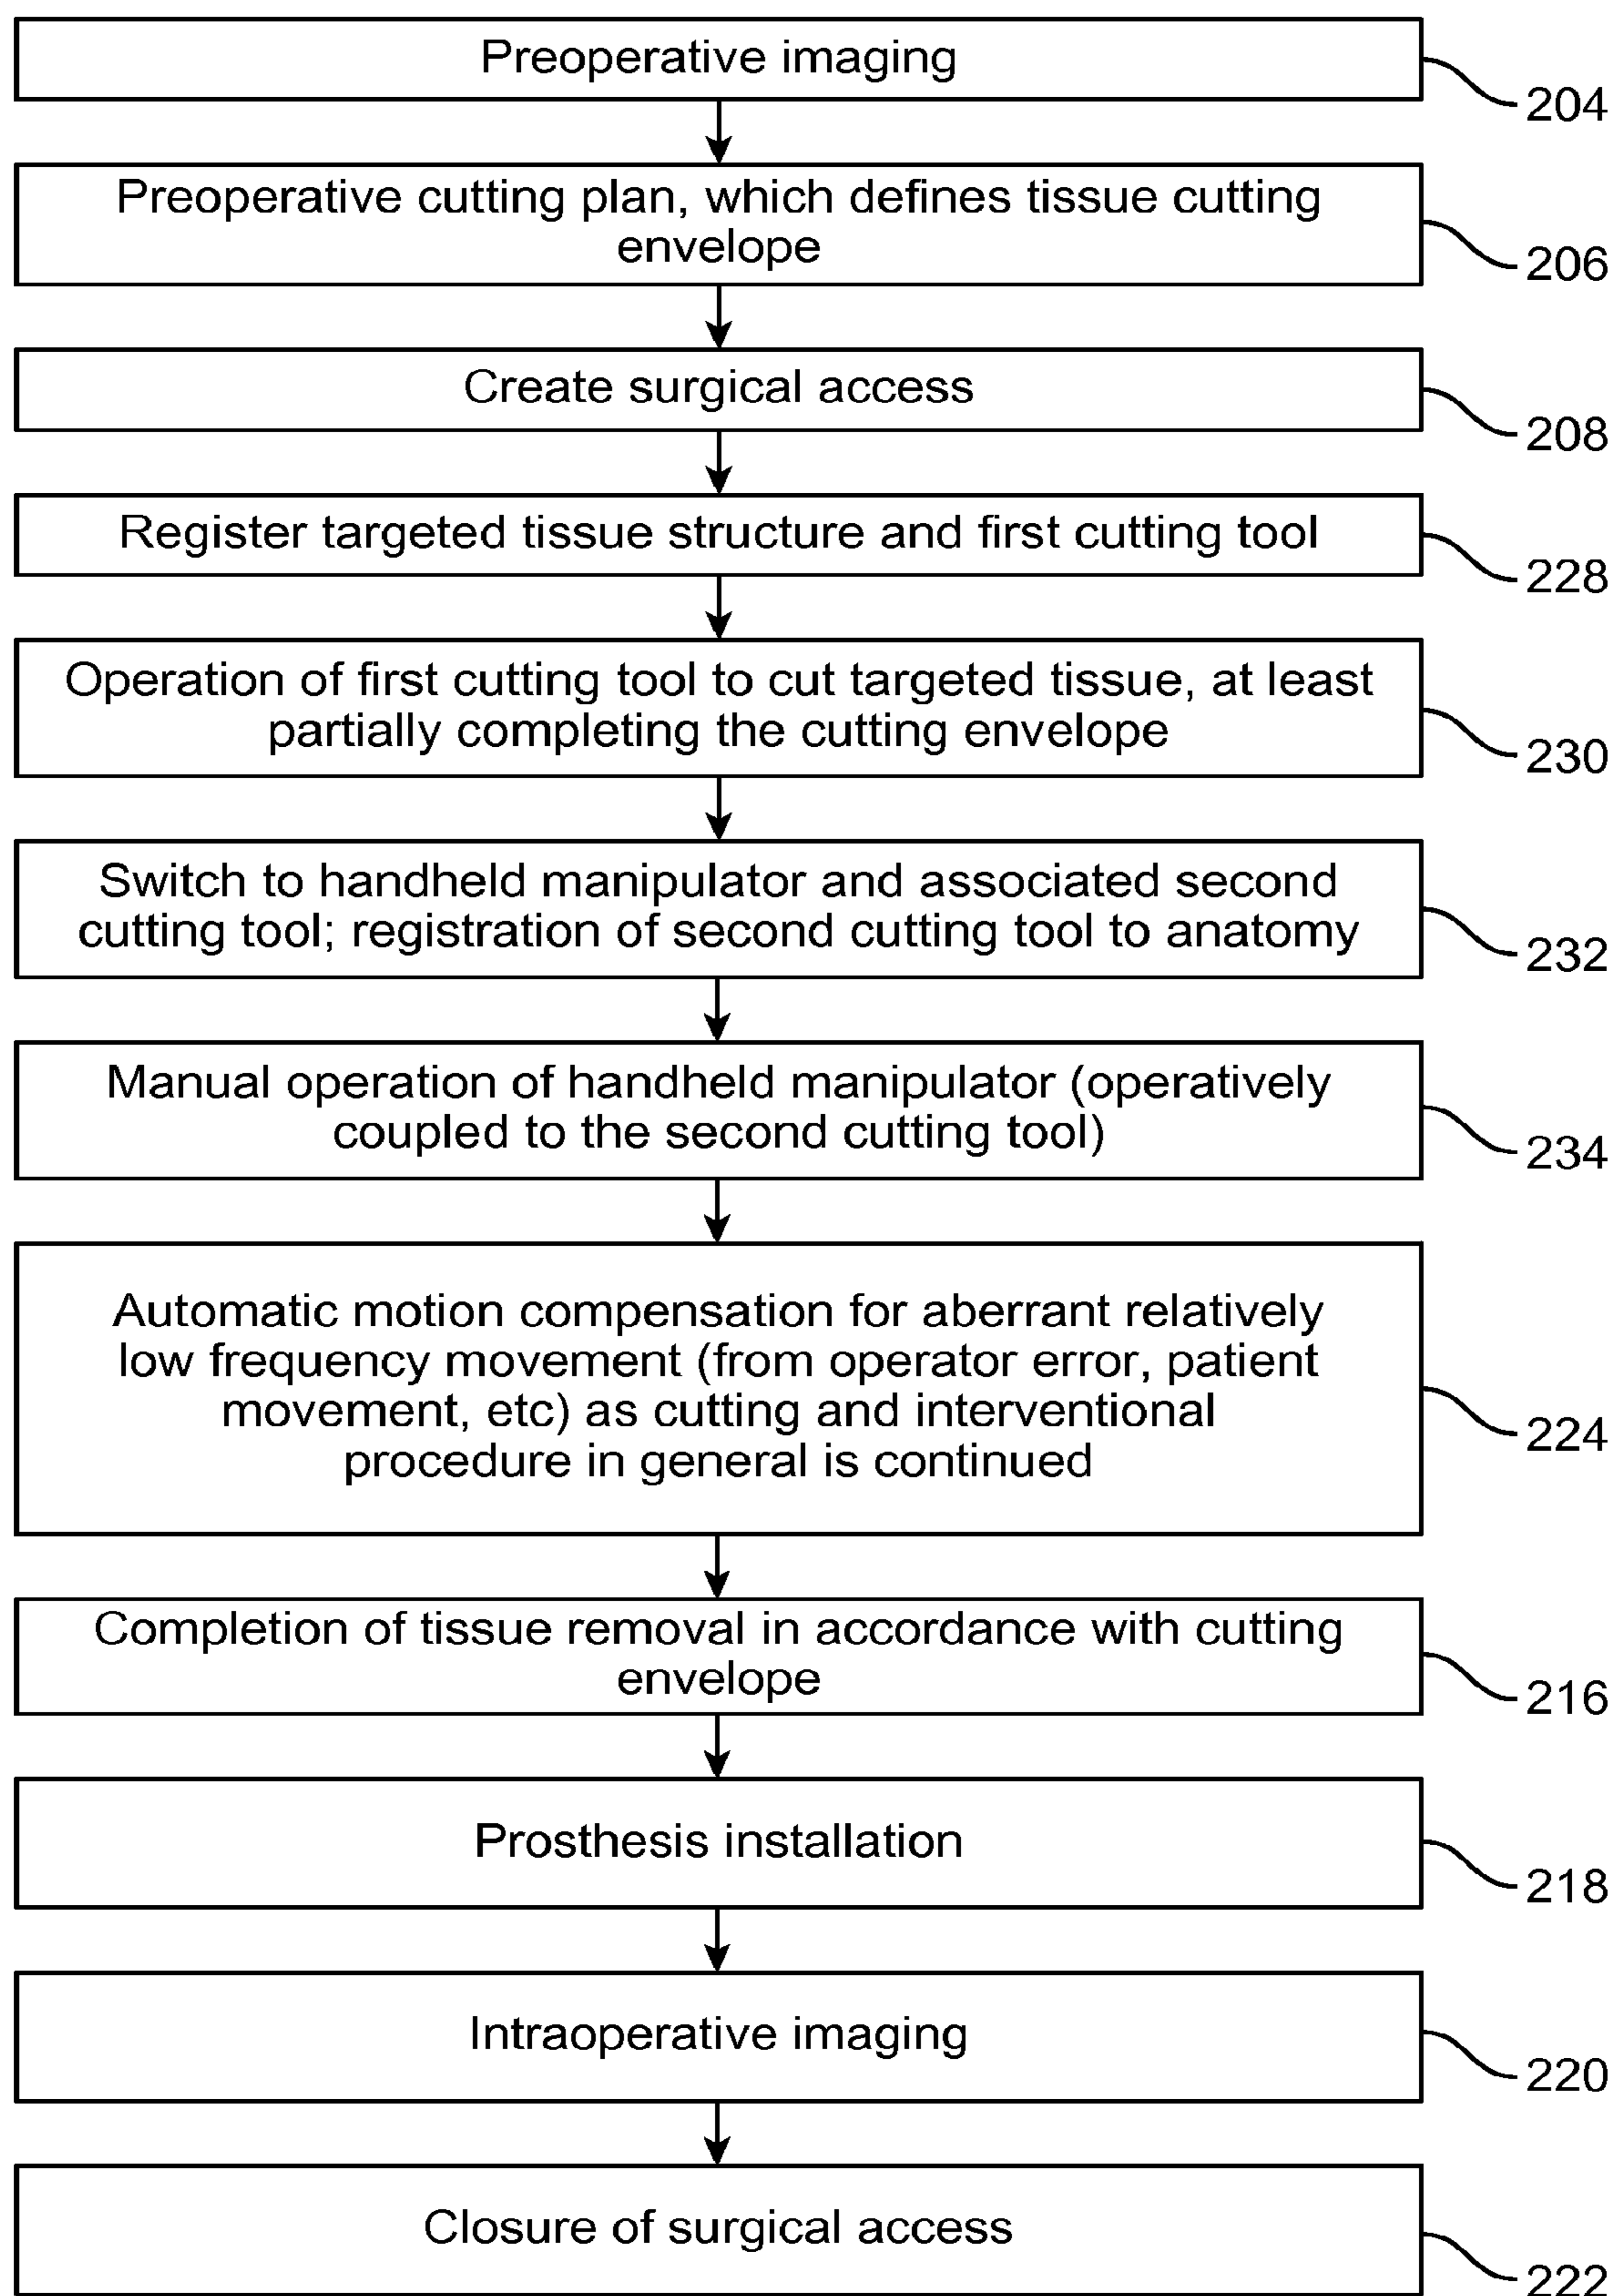 Preoperative imaging
204
Preoperative cutting plan, which defines tissue cutting
envelope
206
Create surgical access
208
Register targeted tissue structure and first cutting tool
228
Operation of first cutting tool to cut targeted tissue, at least
partially completing the cutting envelope
230
Switch to handheld manipulator and associated second
cutting tool; registration of second cutting tool to anatomy
232
Manual operation of handheld manipulator (operatively
coupled to the second cutting tool)
234
Automatic motion compensation for aberrant relatively
low frequency movement (from operator error, patient
movement, etc) as cutting and interventional
procedure in general is continued
224
Completion of tissue removal in accordance with cutting
envelope
216
Prosthesis installation
218
Intraoperative imaging
220
Closure of surgical access
222